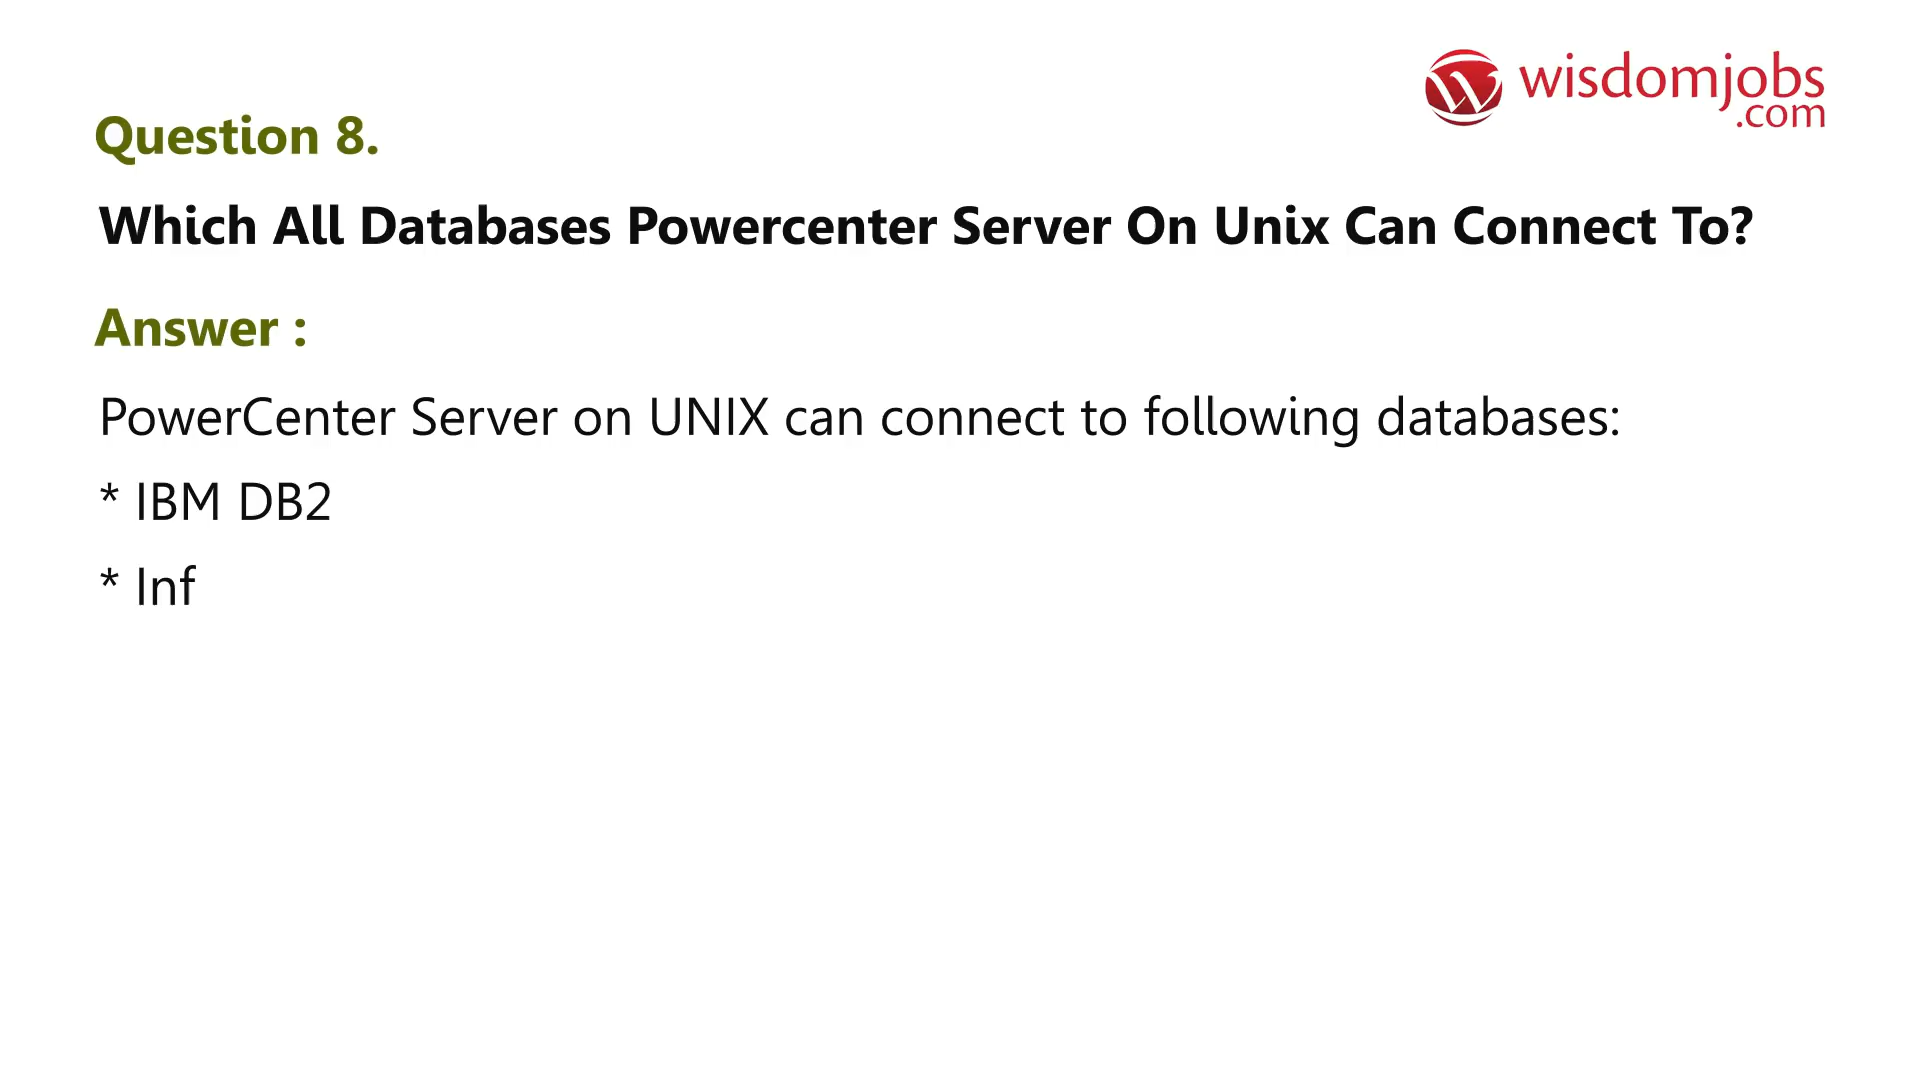 wisdomjobs
.com
Question 8.
Which All Databases Powercenter Server On Unix Can Connect To?
Answer :
PowerCenter Server on UNIX can connect to following databases:
* IBM DB2
* Inf